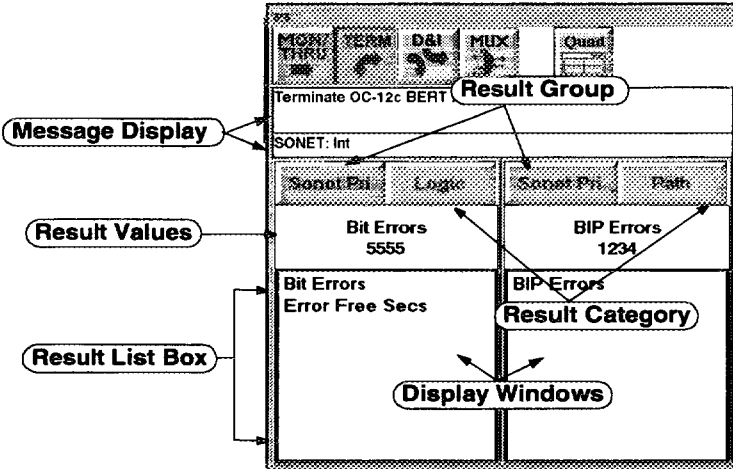 MON/ TERM D&I MUX Quad
THRU
Result Group
Terminate OC-12c BERT
Message Display
SONET: Int
Sonet Pri Logic Sonet Pri Path
Result Values
Bit Errors BIP Errors
5555 1234
Bit Errors BIP Errors
Error Free Secs
Result Category
Result List Box
Display Windows